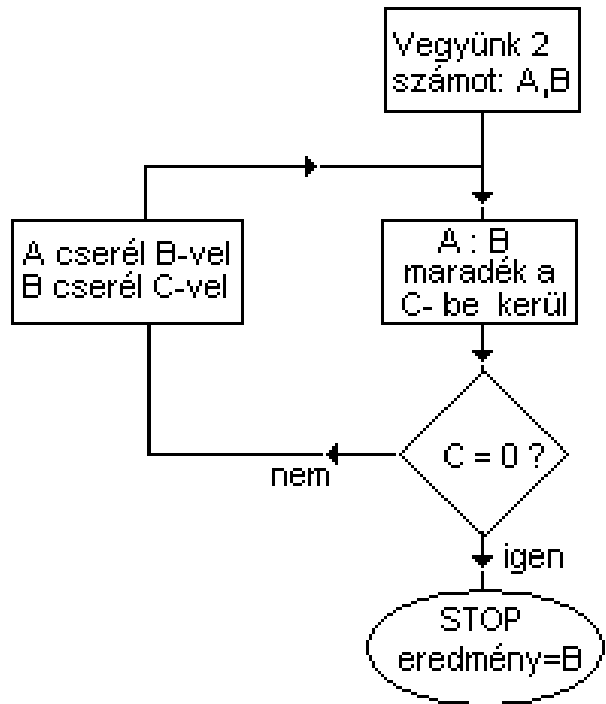 Vegyünk 2
számot: A,B
A cserél B-vel
B cserél C-vel
A : B
maradék a
C- be kerül
C = 0 ?
nem
igen
STOP
eredmény=B